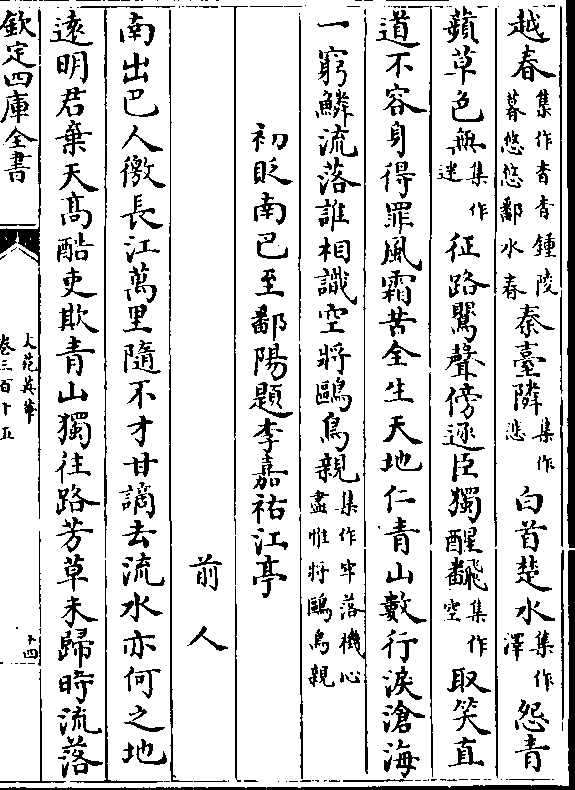 越春集作青青鍾陵暮悠悠鄱水春秦臺隣集作悲白首楚水集作澤怨青
蘋草色無集作迷征路鶯聲傍逐臣獨醒飜集作空取笑直
道不容身得罪風霜苦全生天地仁青山數行淚滄海
一窮鱗流落誰相識空將鷗鳥親集作牢落機心盡惟將鷗鳥親
初貶南巴至鄱陽題李嘉祐江亭
前人
南出巴人徼長江萬里隨不才甘謫去流水亦何之地
遠明君棄天高酷吏欺青山獨往路芳草未歸時流落
欽定四庫全書
文苑英華
卷三百十五
十四